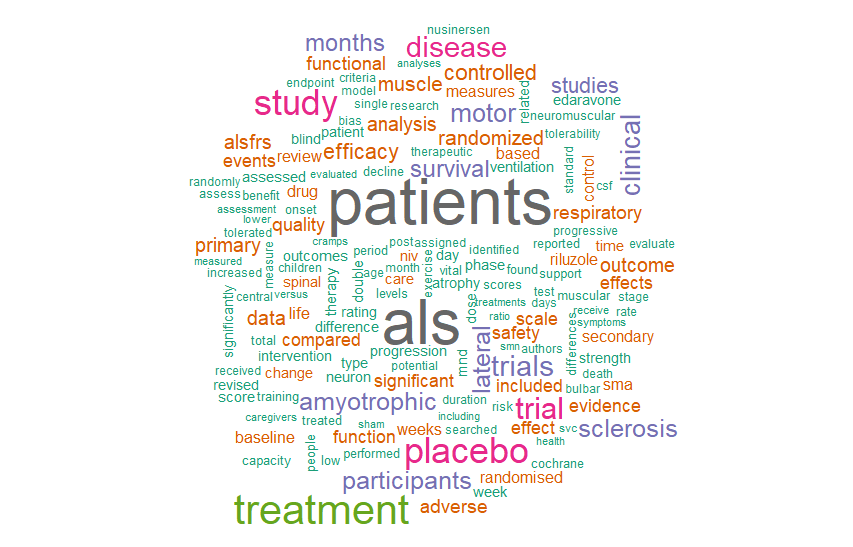 nusinersen
months
disease
functional
analyses
endpoint
criteria
muscle
controlled
studies
model
measures
related
edaravone
study
single
research
motor
neuromuscular
bias
analysis
alsfrs
blind
patient
randomized
tolerability
clinical
events
review
efficacy
therapeutic
based
randomly
assessed
evaluated
decline
survival
ventilation
standard
control
csf
assess
benefit
drug
patients
assessment
onset
lower
quality
respiratory
tolerated
progressive
primary
cramps
post
assigned
identified
reported
time
evaluate
measured
measure
outcomes
period
niv
day
riluzole
increased
children
age
month
exercise
vital
phase
found
support
outcome
spinal
therapy
double
care
atrophy
scores
effects
significantly
central
versus
levels
als
dose
treatments
test
days
muscular
stage
data
life
rating
ratio
scale
receive
rate
difference
safety
symptoms
total
compared
lateral
smn
authors
differences
secondary
intervention
type
progression
mnd
trials
strength
received
potential
death
revised
change
neuron
significant
included
bulbar
sma
score
training
amyotrophic
duration
risk
trial
evidence
caregivers
treated
sham
including
baseline
people
function
weeks
searched
effect
svc
sclerosis
health
capacity
low
performed
placebo
cochrane
participants
randomised
week
treatment
adverse